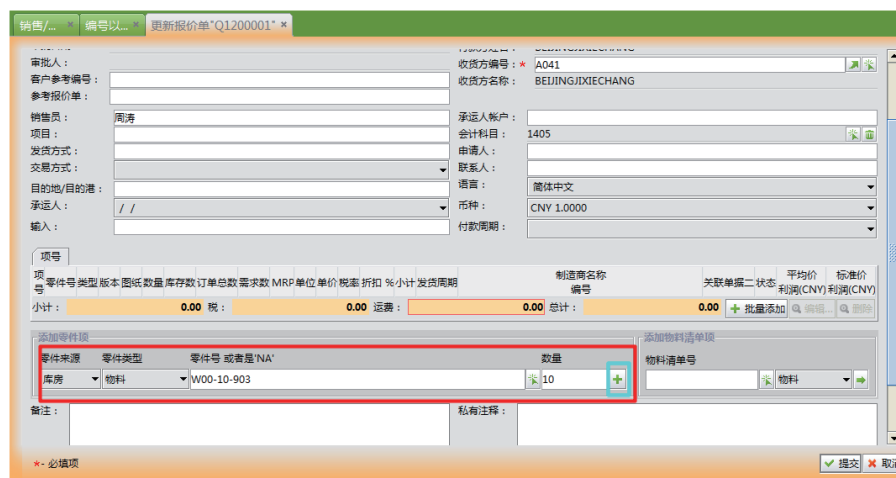 销售/... × 编号以... × 更新报价单"Q1200001" ×
审批人：
收货方编号：* A041
客户参考编号：
收货方名称： BEIJINGJIXIECHANG
参考报价单：
销售员： 周涛
承运人帐户：
项目：
会计科目： 1405
发货方式：
申请人：
交易方式：
联系人：
目的地/目的港：
语言： 简体中文
承运人： / /
币种： CNY 1.0000
输入：
付款周期：
项号
项号 零件号 类型 版本 图纸 数量 库存数 订单总数 需求数 MRP 单位 单价 税率 折扣 % 小计 发货周期 制造商名称 编号 关联单据二 状态 平均价 利润(CNY) 标准价 利润(CNY)
小计： 0.00 税： 0.00 运费： 0.00 总计： 0.00 批量添加 编辑... 删除
添加零件项
添加物料清单项
零件来源 零件类型 零件号 或者是'NA' 数量
物料清单号
库房 物料 W00-10-903 10
物料
备注：
私有注释：
*- 必填项
提交 取消